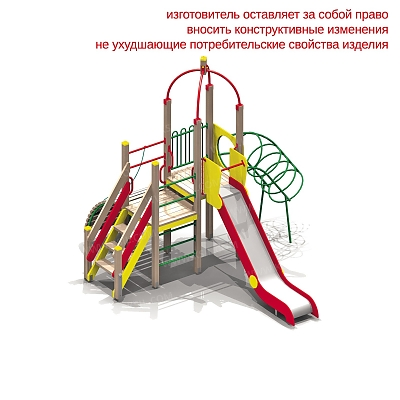 изготовитель оставляет за собой право
вносить конструктивные изменения
не ухудшающие потребительские свойства изделия